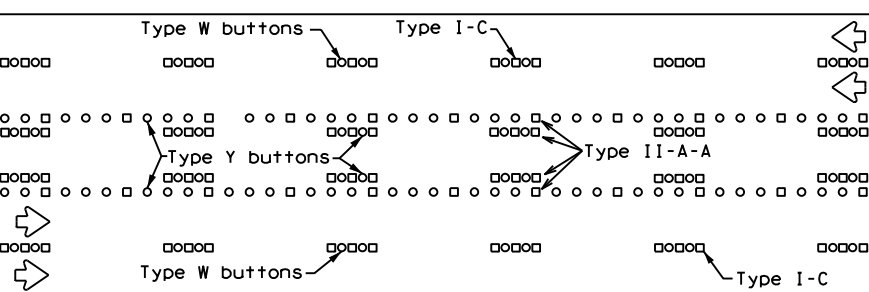 Type W buttons
Type I-C
Type Y buttons
Type II-A-A
Type W buttons
Type I-C